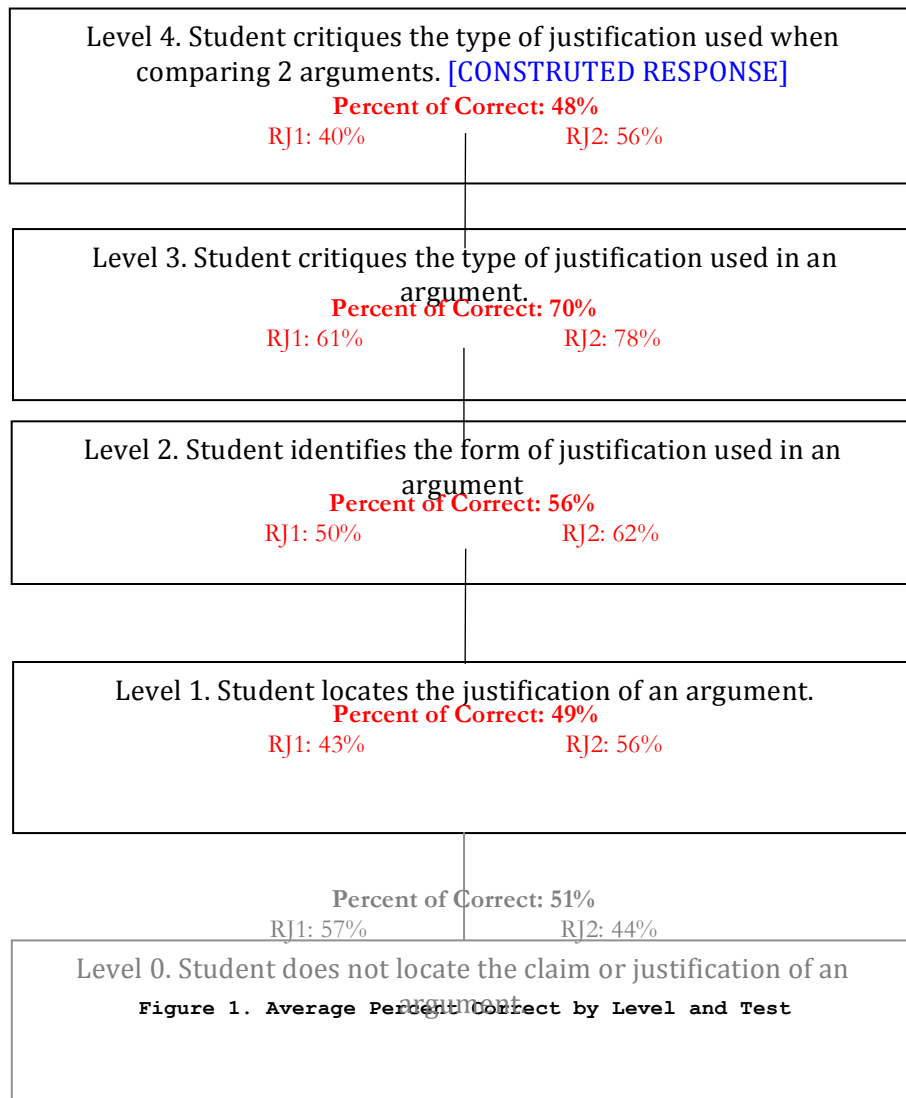 Level 4. Student critiques the type of justification used when
comparing 2 arguments. [CONSTRUTED RESPONSE]
Percent of Correct: 48%
RJ1: 40% RJ2: 56%
Level 3. Student critiques the type of justification used in an
argument.
Percent of Correct: 70%
RJ1: 61% RJ2: 78%
Level 2. Student identifies the form of justification used in an
argument
Percent of Correct: 56%
RJ1: 50% RJ2: 62%
Level 1. Student locates the justification of an argument.
Percent of Correct: 49%
RJ1: 43% RJ2: 56%
Percent of Correct: 51%
RJ1: 57% RJ2: 44%
Level 0. Student does not locate the claim or justification of an
argument.
Figure 1. Average Percent Correct by Level and Test